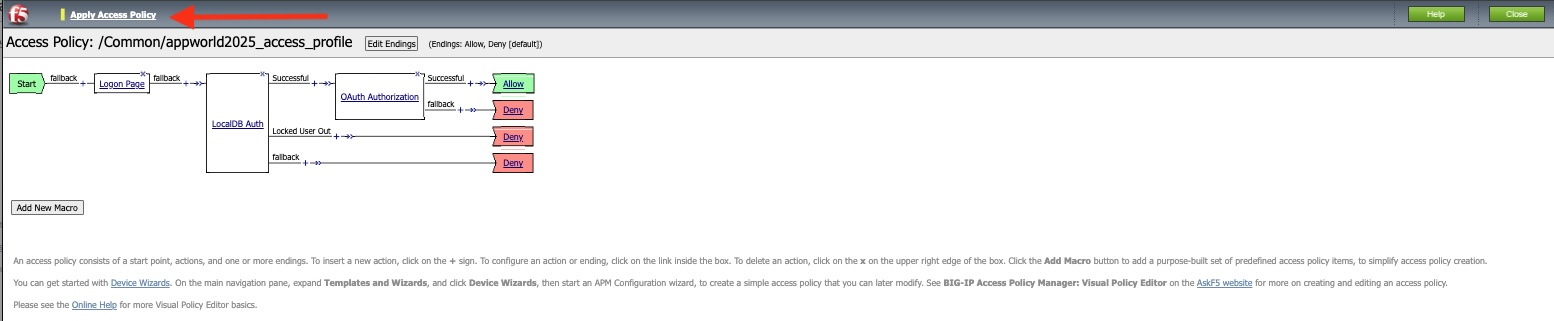 f5
Apply Access Policy
Help
Close
Access Policy: /Common/appworld2025_access_profile
Edit Endings
(Endings: Allow, Deny [default])
Start
fallback
+
Logon Page
x
fallback
+
LocalDB Auth
x
Successful
+
OAuth Authorization
x
Successful
+
Allow
fallback
+
Deny
Locked User Out
+
Deny
fallback
+
Deny
Add New Macro
An access policy consists of a start point, actions, and one or more endings. To insert a new action, click on the + sign. To configure an action or ending, click on the link inside the box. To delete an action, click on the x on the upper right edge of the box. Click the Add Macro button to add a purpose-built set of predefined access policy items, to simplify access policy creation.
You can get started with Device Wizards. On the main navigation pane, expand Templates and Wizards, and click Device Wizards, then start an APM Configuration wizard, to create a simple access policy that you can later modify. See BIG-IP Access Policy Manager: Visual Policy Editor on the AskF5 website for more on creating and editing an access policy.
Please see the Online Help for more Visual Policy Editor basics.